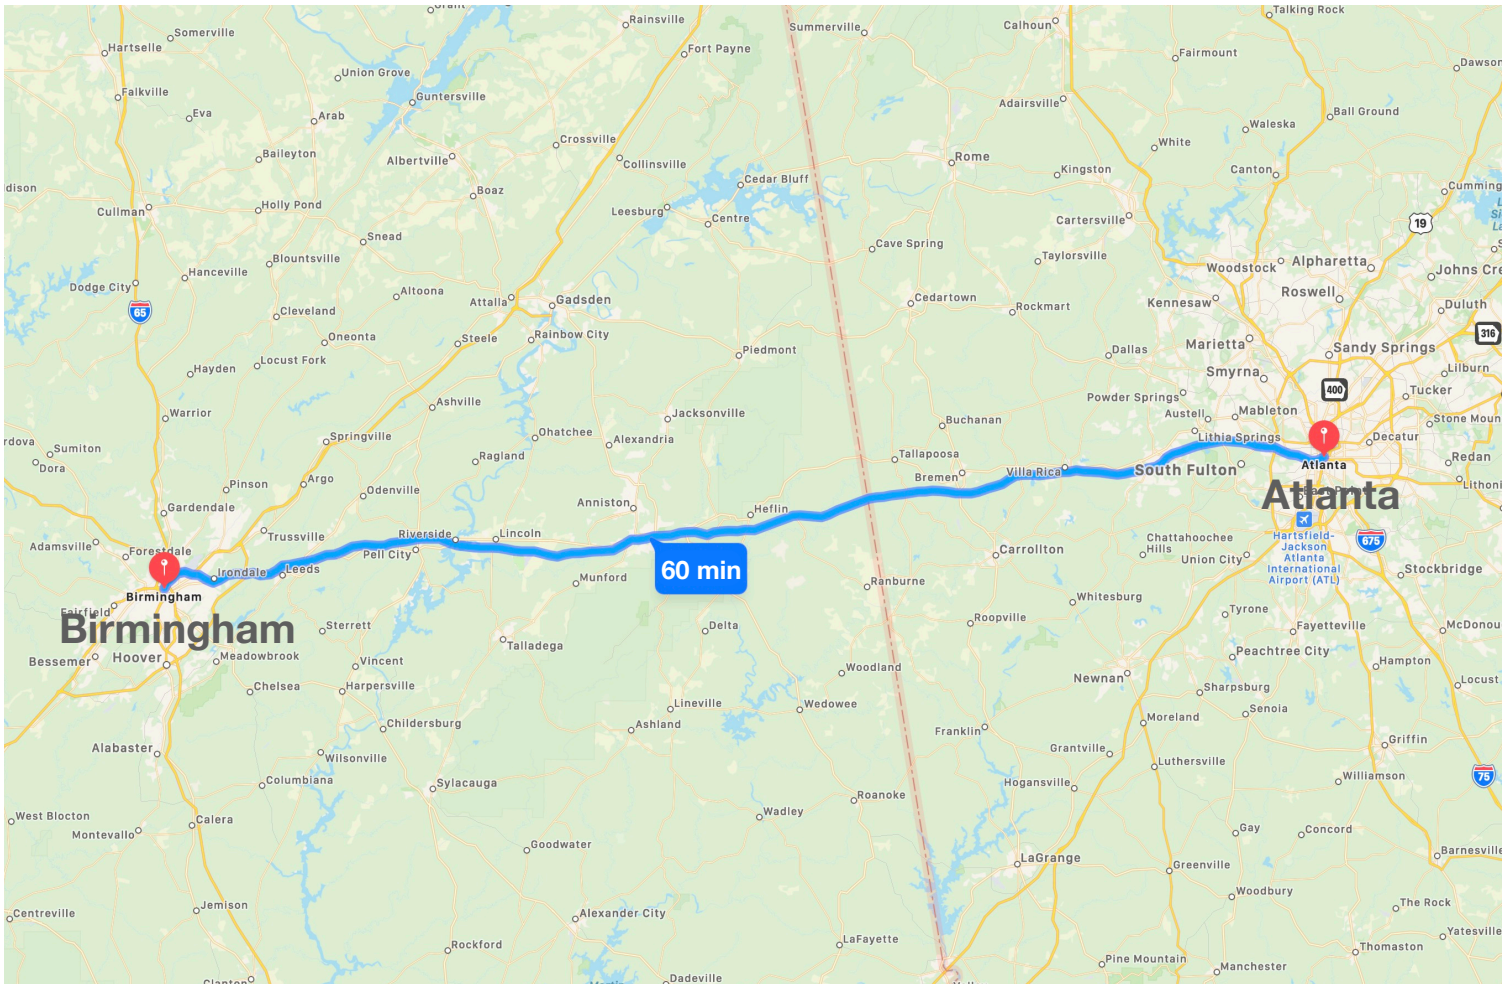 Grant
Rainsville
Summerville
Calhoun
Talking Rock
Somerville
Hartselle
Fort Payne
Fairmount
Union Grove
Dawson
Falkville
Guntersville
Adairsville
Eva
Arab
Ball Ground
Waleska
Crossville
White
Baileyton
Albertville
Collinsville
Rome
Kingston
Canton
dison
Boaz
Cedar Bluff
Cumming
Cullman
Holly Pond
Leesburg
Centre
Cartersville
19
Snead
Cave Spring
Blountsville
Taylorsville
Woodstock
Alpharetta
Johns Cre
Hanceville
Dodge City
Altoona
Attalla
Gadsden
Cedartown
Rockmart
Kennesaw
Roswell
Duluth
65
Cleveland
Oneonta
Steele
Rainbow City
316
Marietta
Sandy Springs
Piedmont
Dallas
Locust Fork
Hayden
Smyrna
Lilburn
400
Tucker
Powder Springs
Ashville
Warrior
Jacksonville
Buchanan
Austell
Mableton
Stone Moun
rdova
Sumiton
Springville
Ohatchee
Alexandria
Lithia Springs
Decatur
Dora
Ragland
Tallapoosa
Bremen
Villa Rica
South Fulton
Atlanta
Redan
Pinson
Argo
Odenville
Lithoni
Atlanta
Gardendale
Anniston
Heflin
Trussville
Riverside
Lincoln
Hartsfield-
Jackson
Atlanta
International
Airport (ATL)
675
Adamsville
Forestdale
Pell City
Carrollton
Chattahoochee
Hills
Union City
Irondale
Leeds
60 min
Munford
Ranburne
Stockbridge
Birmingham
Whitesburg
Fairfield
Birmingham
Sterrett
Delta
Roopville
Tyrone
Fayetteville
McDonou
Talladega
Bessemer
Hoover
Meadowbrook
Vincent
Woodland
Peachtree City
Hampton
Chelsea
Harpersville
Newnan
Sharpsburg
Locust
Lineville
Wedowee
Senoia
Childersburg
Ashland
Moreland
Franklin
Alabaster
Wilsonville
Grantville
Griffin
Luthersville
Columbiana
Sylacauga
Hogansville
Williamson
75
Roanoke
West Blocton
Calera
Wadley
Montevallo
Gay
Concord
Goodwater
LaGrange
Barnesville
Greenville
Woodbury
Jemison
The Rock
Centreville
Alexander City
Yatesville
Rockford
LaFayette
Thomaston
Pine Mountain
Manchester
Clanton
Dadeville